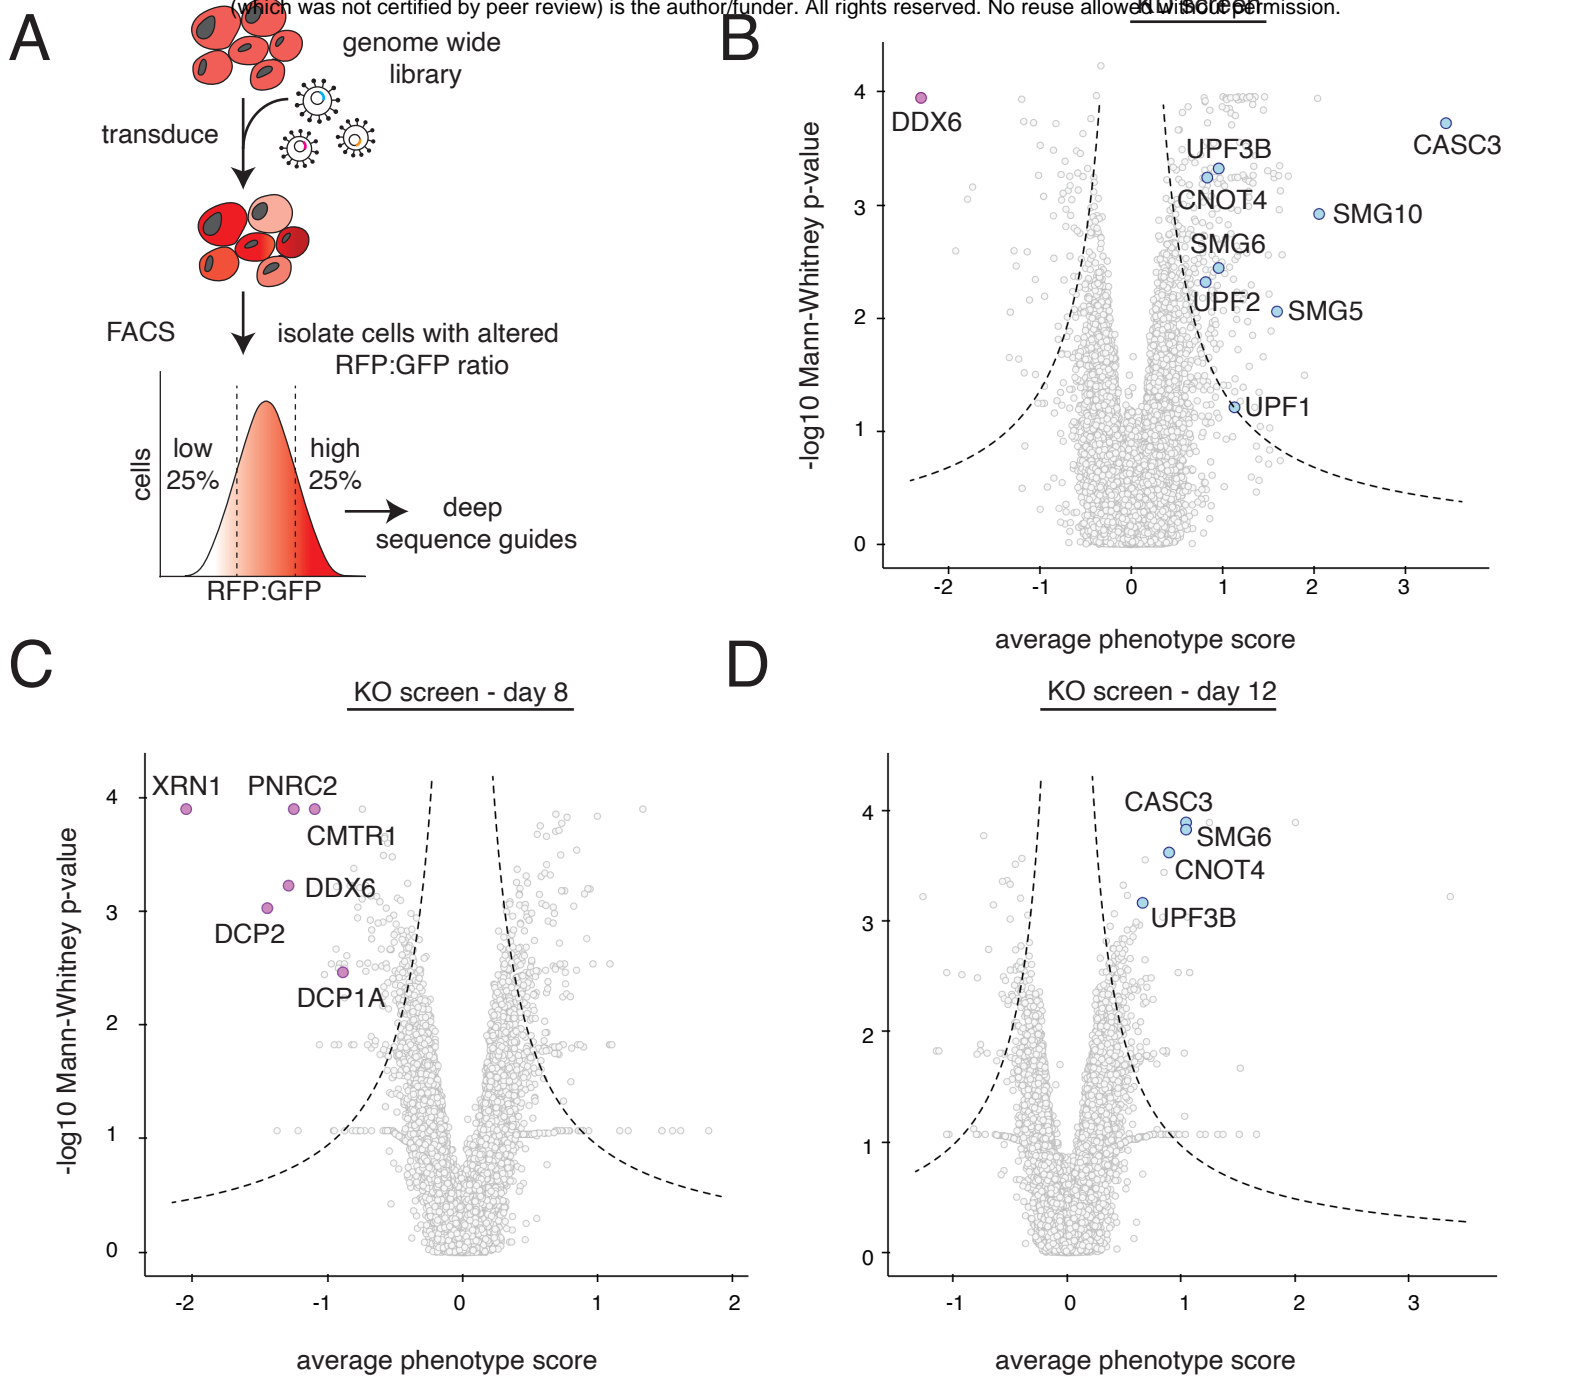 (which was not certified by peer review) is the author/funder. All rights reserved. No reuse allowed without permission.
A
genome wide
library
transduce
FACS
isolate cells with altered
RFP:GFP ratio
cells
low
25%
high
25%
deep
sequence guides
RFP:GFP
B
KO screen
-log10 Mann-Whitney p-value
4
3
2
1
0
DDX6
CASC3
UPF3B
CNOT4
SMG10
SMG6
UPF2
SMG5
UPF1
-2
-1
0
1
2
3
average phenotype score
C
KO screen - day 8
-log10 Mann-Whitney p-value
4
3
2
1
0
XRN1
PNRC2
CMTR1
DDX6
DCP2
DCP1A
-2
-1
0
1
2
average phenotype score
D
KO screen - day 12
4
3
2
1
0
CASC3
SMG6
CNOT4
UPF3B
-1
0
1
2
3
average phenotype score